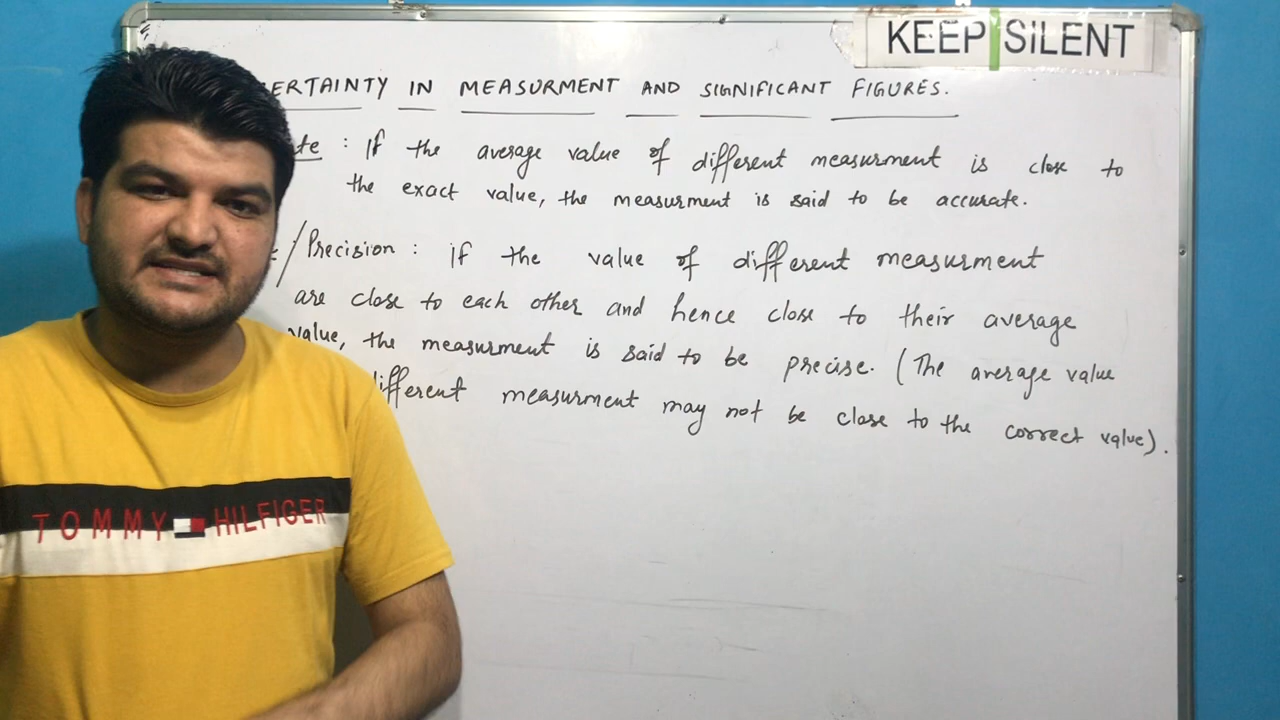 KEEP SILENT
ERTAINTY IN MEASURMENT AND SIGNIFICANT FIGURES.
te : If the average value of different measurment is close to
the exact value, the measurment is said to be accurate.
/Precision : if the value of different measurment
are close to each other and hence close to their average
value, the measurment is said to be precise. (The average value
ifferent measurment may not be close to the correct value).
TOMMY HILFIGER